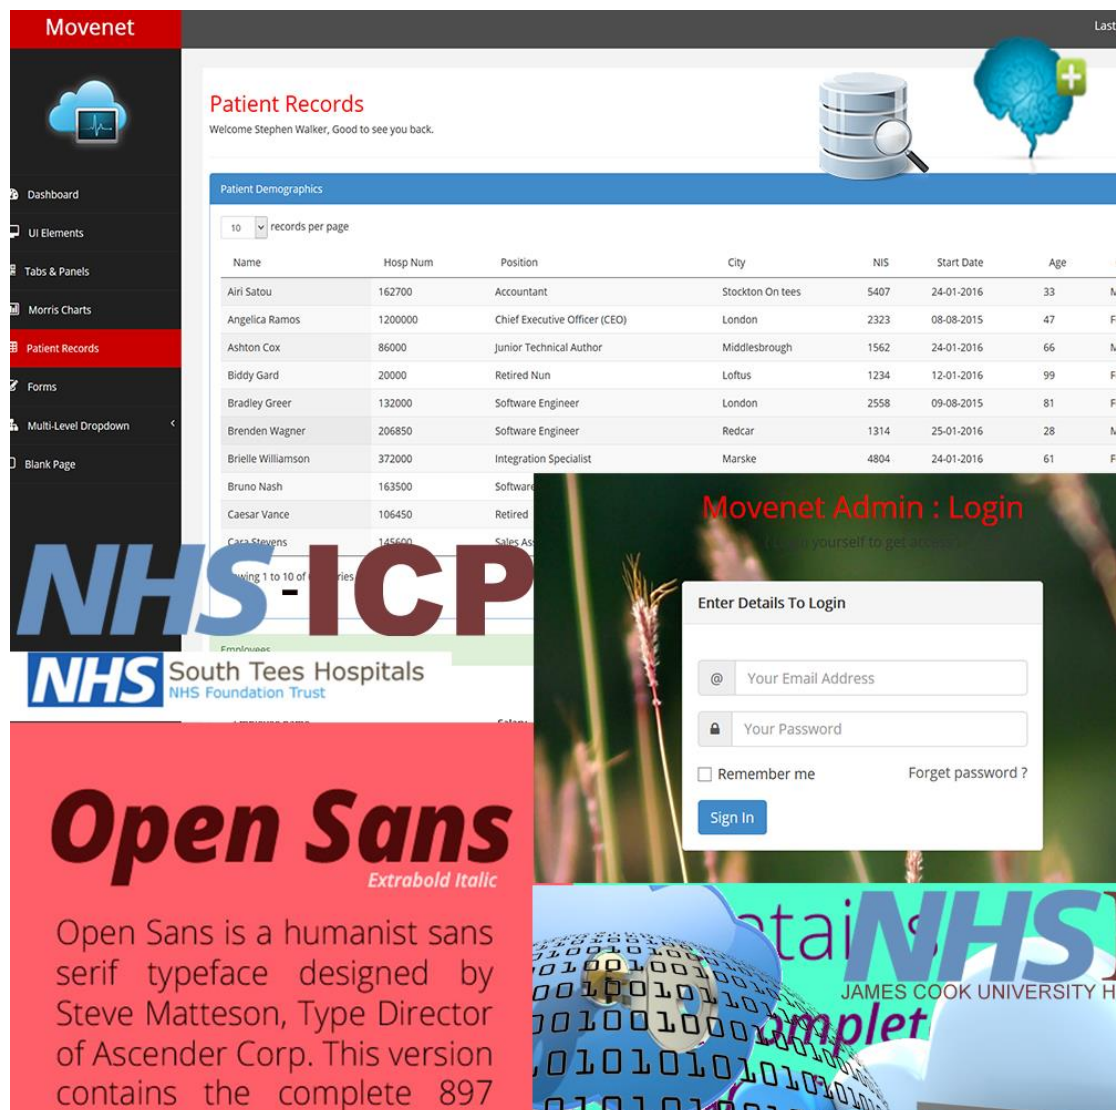 Movenet
Last
Patient Records
Welcome Stephen Walker, Good to see you back.
Dashboard
UI Elements
Tabs & Panels
Morris Charts
Patient Records
Forms
Multi-Level Dropdown
Blank Page
Patient Demographics
10 records per page
Name Hosp Num Position City NIS Start Date Age
Airi Satou 162700 Accountant Stockton On tees 5407 24-01-2016 33 M
Angelica Ramos 1200000 Chief Executive Officer (CEO) London 2323 08-08-2015 47 F
Ashton Cox 86000 Junior Technical Author Middlesbrough 1562 24-01-2016 66 M
Biddy Gard 20000 Retired Nun Loftus 1234 12-01-2016 99 F
Bradley Greer 132000 Software Engineer London 2558 09-08-2015 81 F
Brenden Wagner 206850 Software Engineer Redcar 1314 25-01-2016 28 M
Brielle Williamson 372000 Integration Specialist Marske 4804 24-01-2016 61 F
Bruno Nash 163500 Software
Caesar Vance 106450 Retired
Cara Stevens 145600 Sales As
1 to 10 of
NHS-ICP
Employees
NHS South Tees Hospitals
NHS Foundation Trust
Movenet Admin : Login
yourself to get
Enter Details To Login
@ Your Email Address
Your Password
Remember me Forget password ?
Sign In
Open Sans
Extrabold Italic
Open Sans is a humanist sans
serif typeface designed by
Steve Matteson, Type Director
of Ascender Corp. This version
contains the complete 897
tai
NHS
JAMES COOK UNIVERSITY H
omplet